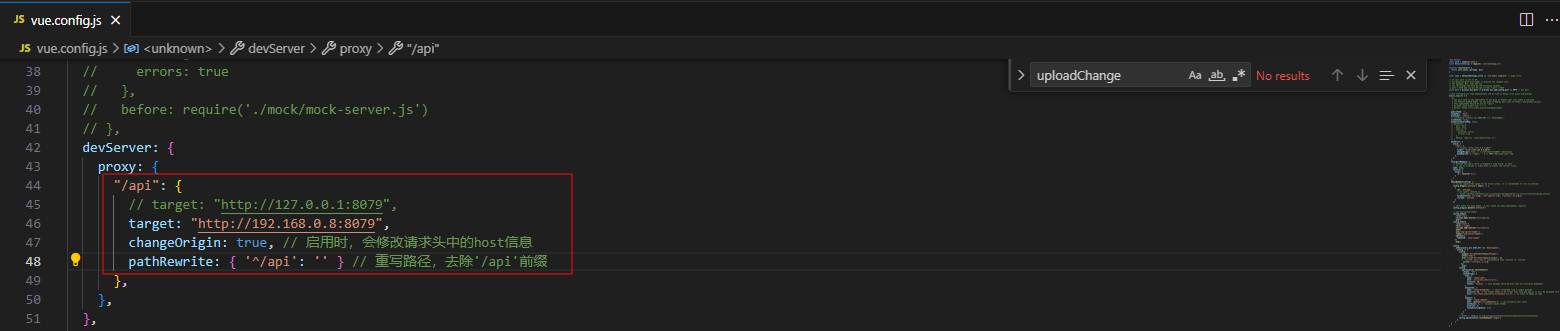 JS vue.config.js
JS vue.config.js > <unknown> > devServer > proxy > "/api"
uploadChange Aa ab No results
38 // errors: true
39 // },
40 // before: require('./mock/mock-server.js')
41 // },
42 devServer: {
43 proxy: {
44 "/api": {
45 // target: "http://127.0.0.1:8079",
46 target: "http://192.168.0.8:8079",
47 changeOrigin: true, // 启用时，会修改请求头中的host信息
48 pathRewrite: { '^/api': '' } // 重写路径，去除'/api'前缀
49 },
50 },
51 },